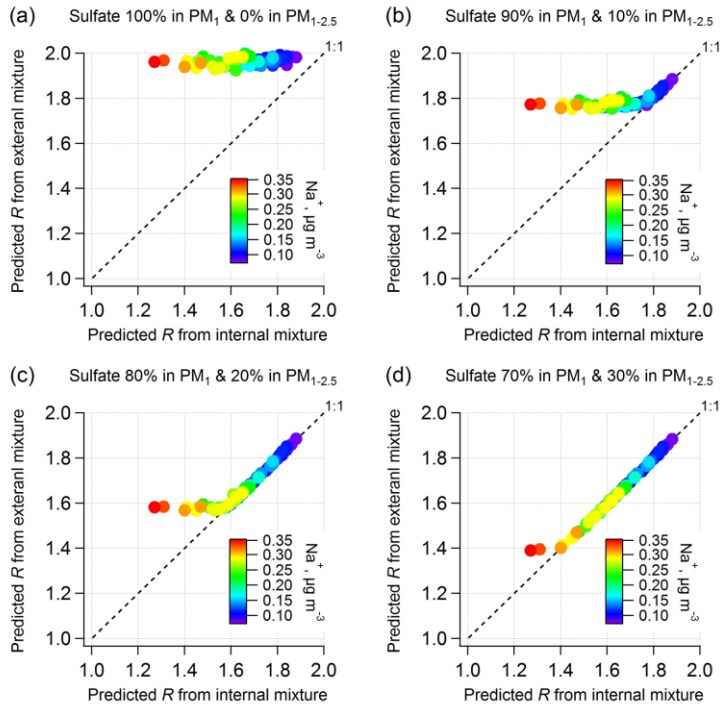 (a) Sulfate 100% in PM1 & 0% in PM1-2.5
1:1
2.0
1.8
1.6
1.4
1.2
1.0
Predicted R from exteranl mixture
0.35
0.30
0.25
0.20
0.15
0.10
Na+, µg m-3
1.0 1.2 1.4 1.6 1.8 2.0
Predicted R from internal mixture
(b) Sulfate 90% in PM1 & 10% in PM1-2.5
1:1
2.0
1.8
1.6
1.4
1.2
1.0
Predicted R from exteranl mixture
0.35
0.30
0.25
0.20
0.15
0.10
Na+, µg m-3
1.0 1.2 1.4 1.6 1.8 2.0
Predicted R from internal mixture
(c) Sulfate 80% in PM1 & 20% in PM1-2.5
1:1
2.0
1.8
1.6
1.4
1.2
1.0
Predicted R from exteranl mixture
0.35
0.30
0.25
0.20
0.15
0.10
Na+, µg m-3
1.0 1.2 1.4 1.6 1.8 2.0
Predicted R from internal mixture
(d) Sulfate 70% in PM1 & 30% in PM1-2.5
1:1
2.0
1.8
1.6
1.4
1.2
1.0
Predicted R from exteranl mixture
0.35
0.30
0.25
0.20
0.15
0.10
Na+, µg m-3
1.0 1.2 1.4 1.6 1.8 2.0
Predicted R from internal mixture